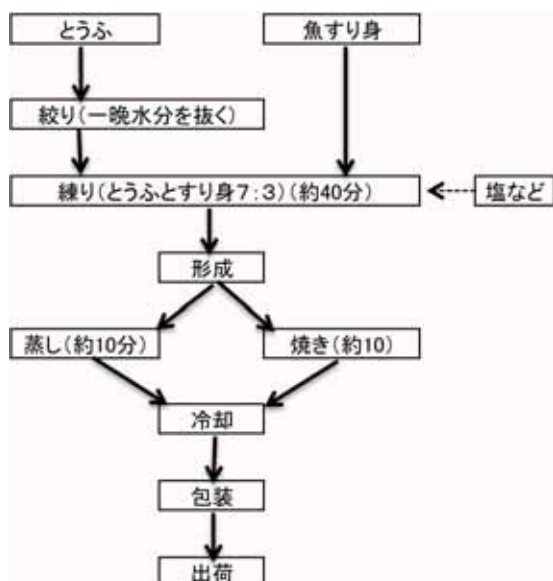 とうふ
魚すり身
絞り(一晩水分を抜く)
練り(とうふとすり身7:3)(約40分)
塩など
形成
蒸し(約10分)
焼き(約10)
冷却
包装
出荷